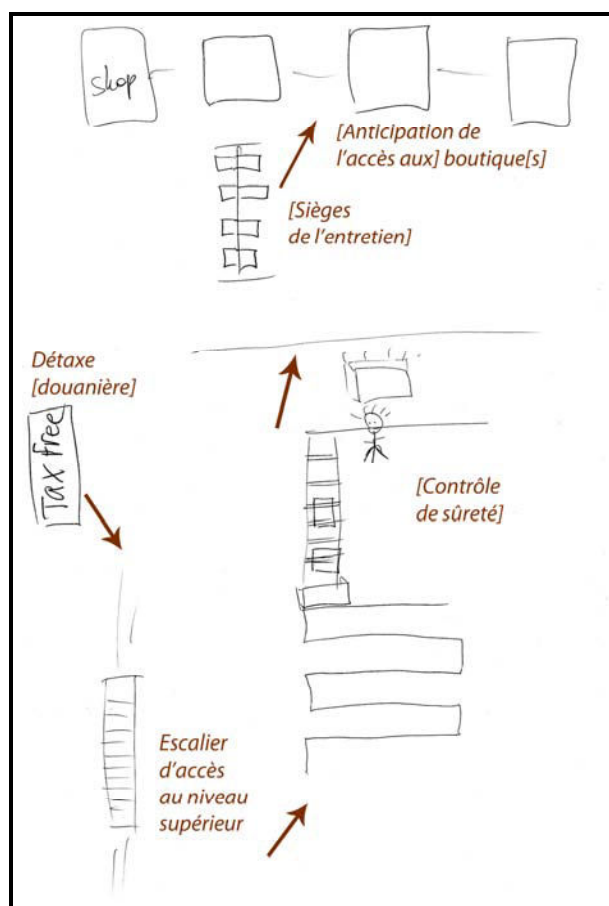 shop
[Anticipation de
l'accès aux] boutique[s]
[Sièges
de l'entretien]
Détaxe
[douanière]
Tax free
[Contrôle
de sûreté]
Escalier
d'accès
au niveau
supérieur